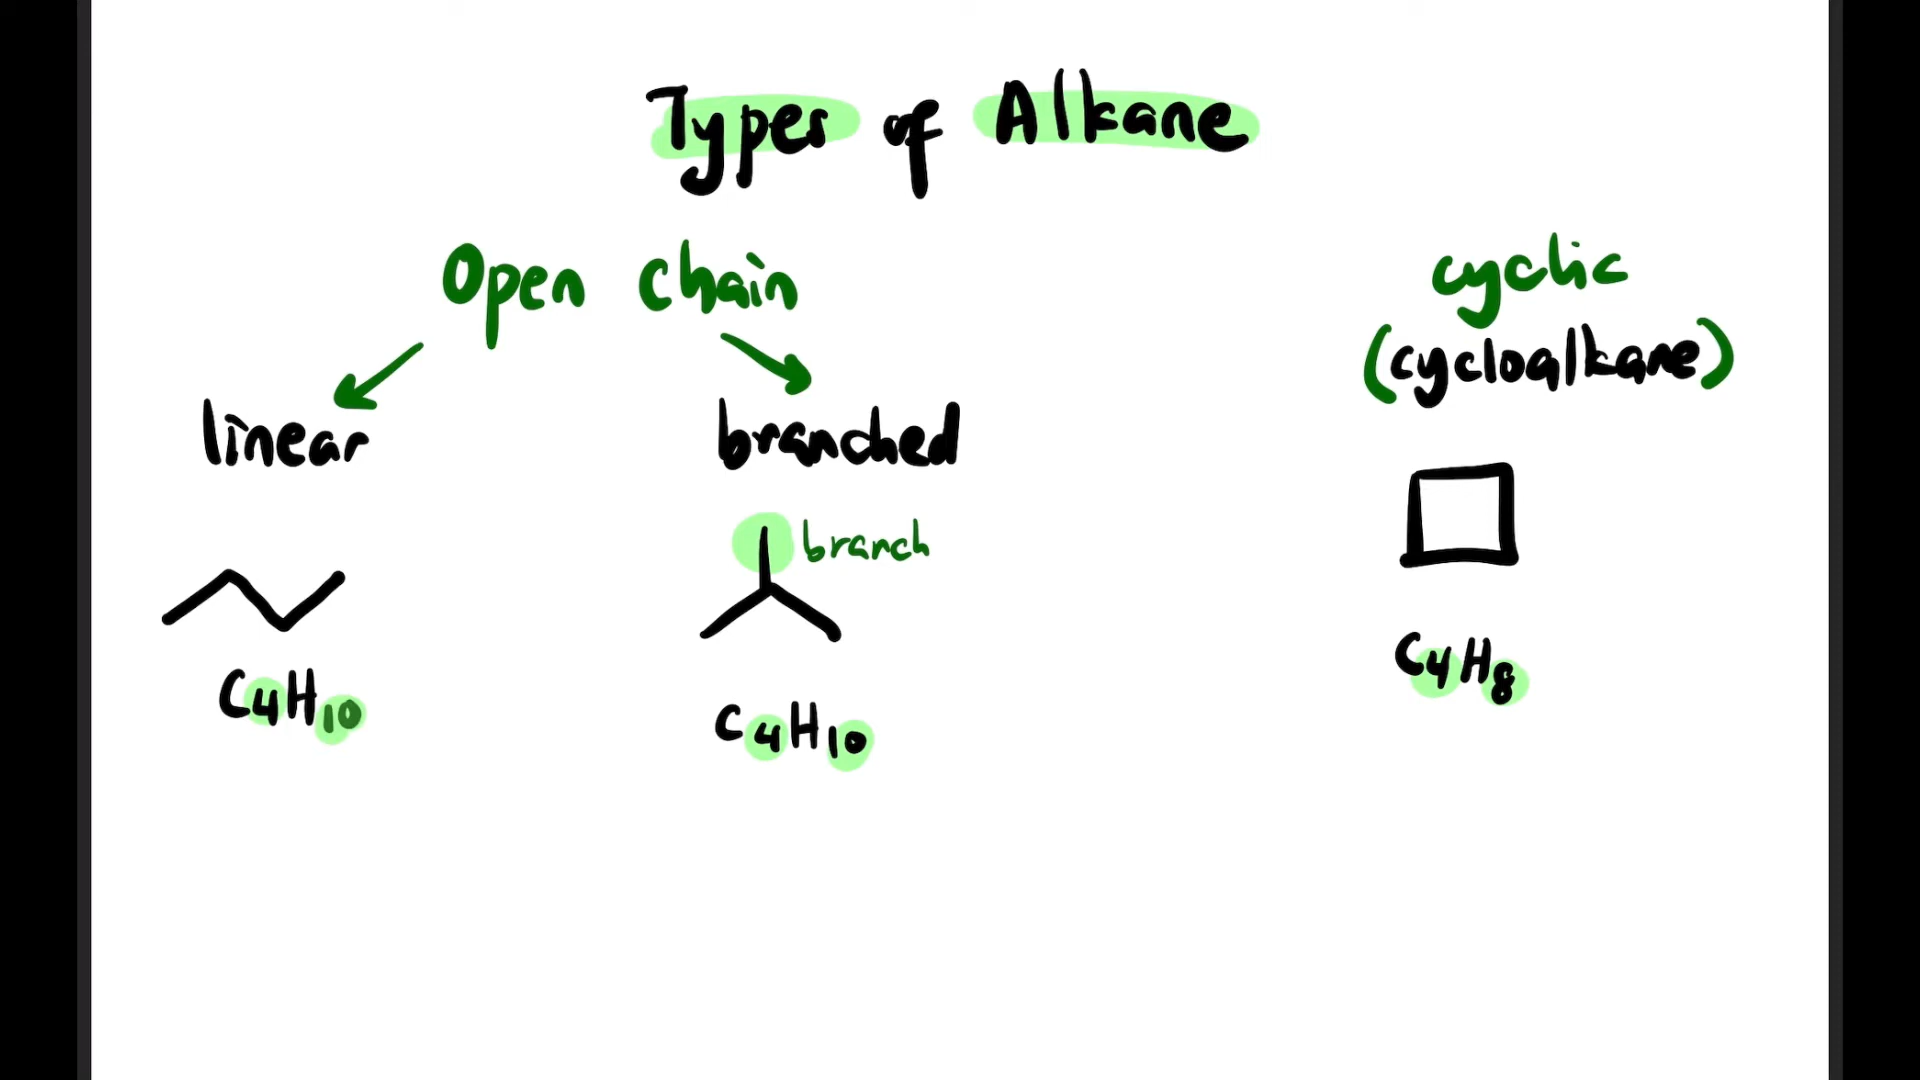 Types of Alkane
Open chain
cyclic
(cycloalkane)
linear
branched
branch
C4H10
C4H10
C4H8